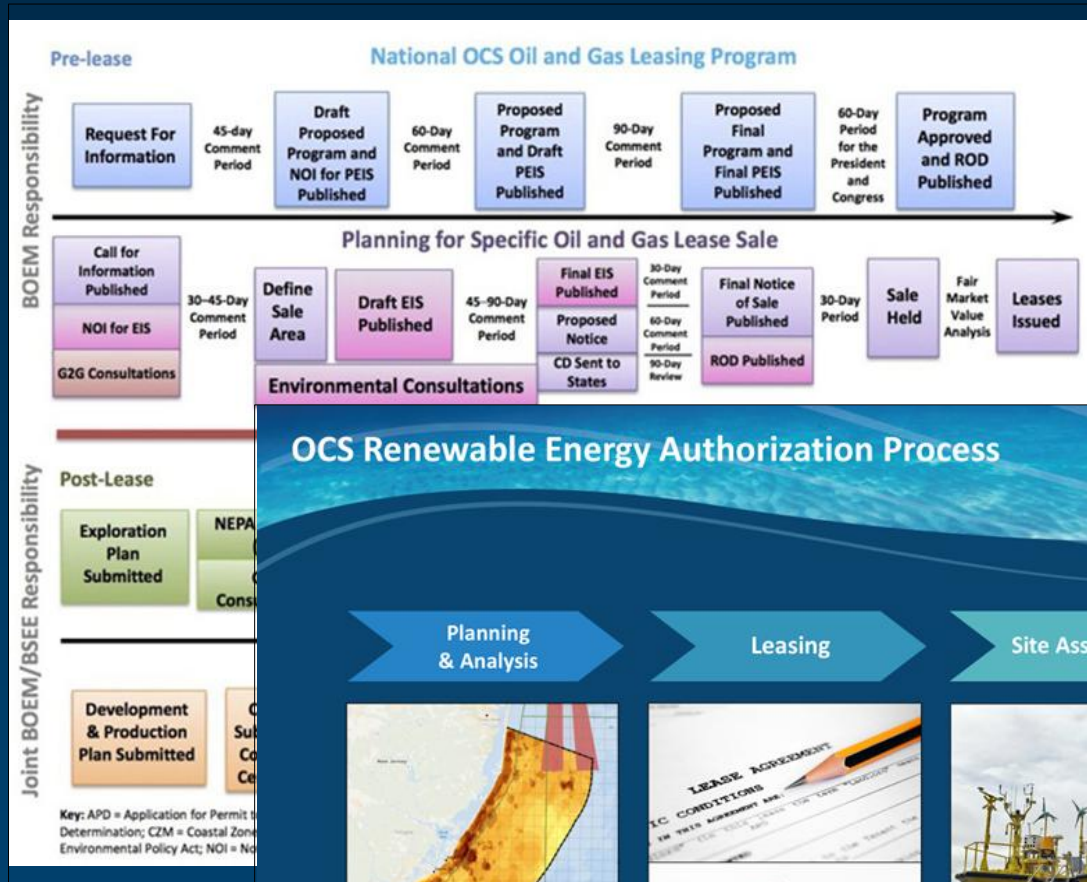 Pre-lease
National OCS Oil and Gas Leasing Program
BOEM Responsibility
Request For
Information
45-day
Comment
Period
Draft
Proposed
Program and
NOI for PEIS
Published
60-Day
Comment
Period
Proposed
Program
and Draft
PEIS
Published
90-Day
Comment
Period
Proposed
Final
Program and
Final PEIS
Published
60-Day
Period
for the
President
and
Congress
Program
Approved
and ROD
Published
Planning for Specific Oil and Gas Lease Sale
Call for
Information
Published
NOI for EIS
G2G Consultations
30–45-Day
Comment
Period
Define
Sale
Area
Draft EIS
Published
Environmental Consultations
45–90-Day
Comment
Period
Final EIS
Published
Proposed
Notice
CD Sent to
States
30-Day
Comment
Period
60-Day
Comment
Period
90-Day
Review
Final Notice
of Sale
Published
ROD Published
30-Day
Period
Sale
Held
Fair
Market
Value
Analysis
Leases
Issued
Joint BOEM/BSEE Responsibility
Post-Lease
Exploration
Plan
Submitted
NEPA
Development
& Production
Plan Submitted
Key: APD = Application for Permit
Determination; CZM = Coastal Zone
Environmental Policy Act; NOI =
OCS Renewable Energy Authorization Process
Planning
& Analysis
Leasing
Site
New Jersey
LEASE AGREEMENT
CONDITIONS
IN THIS AGREEMENT ARE: